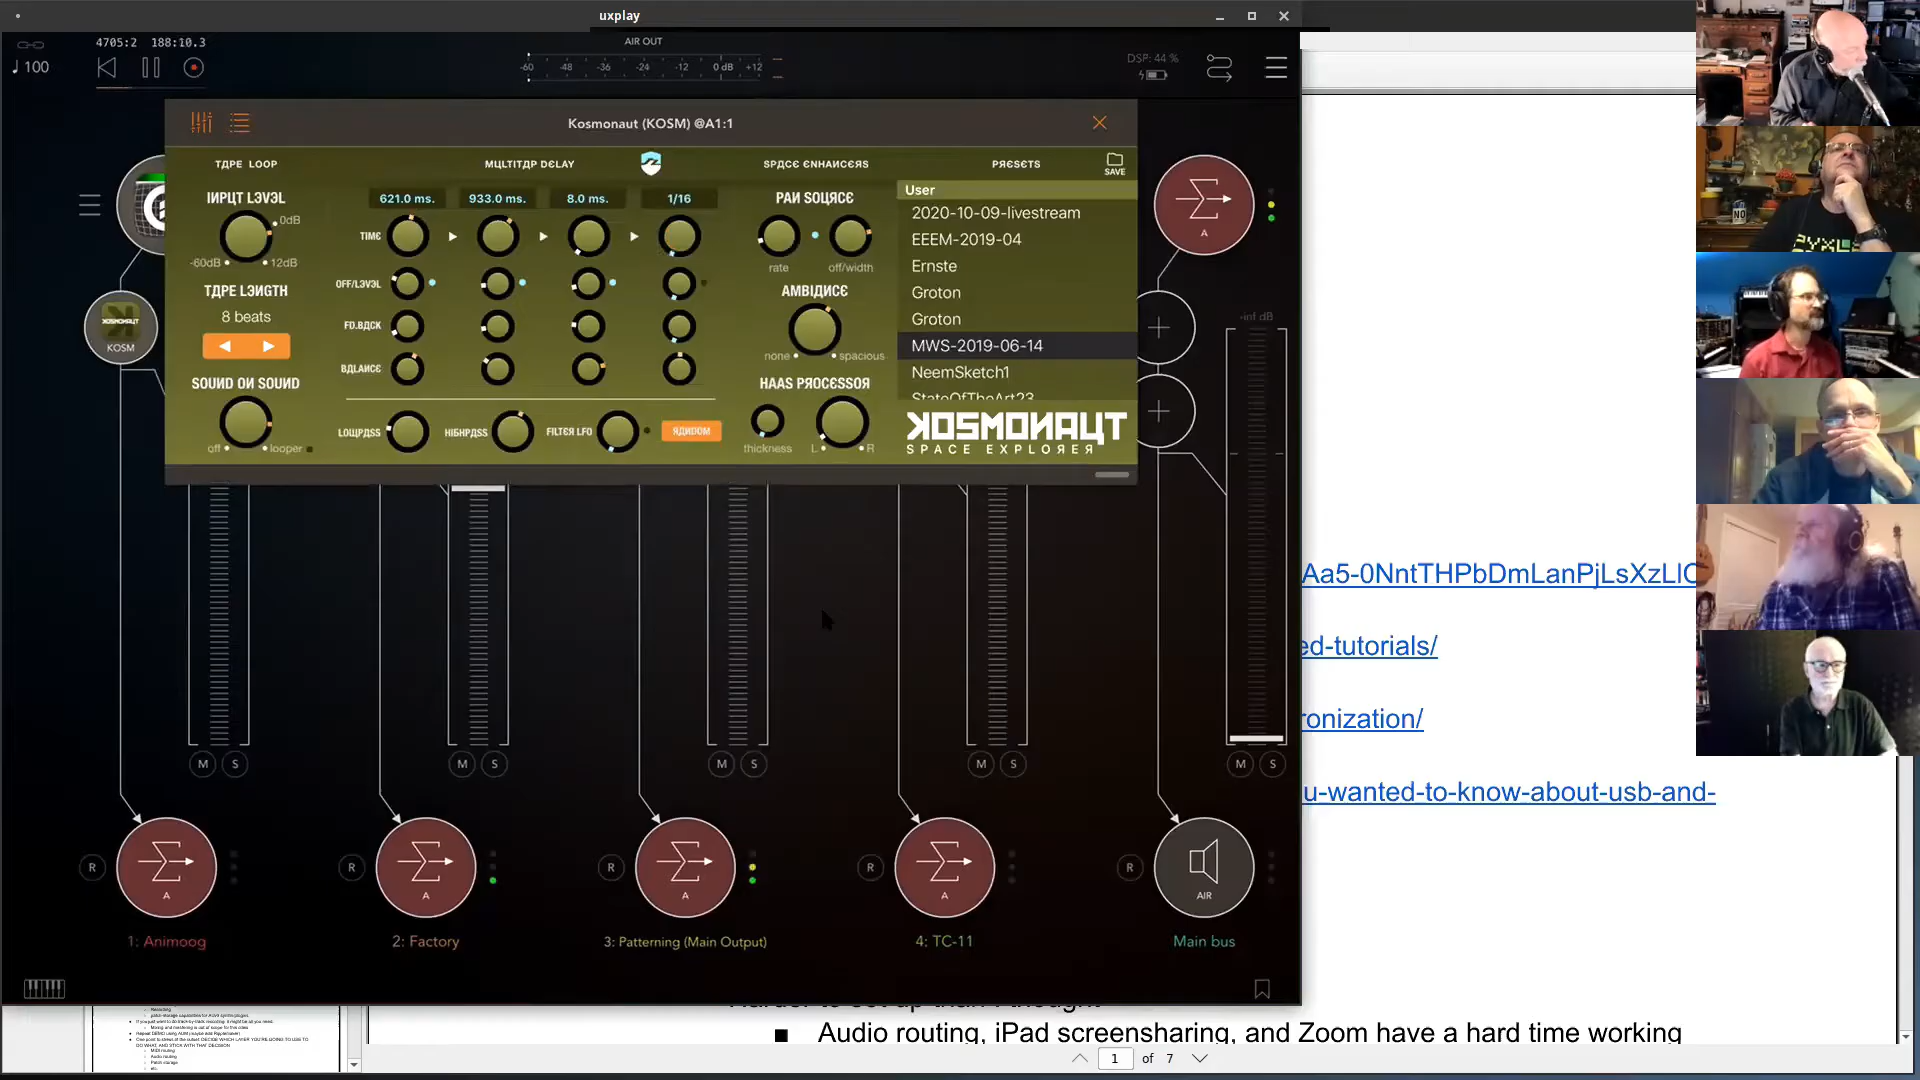 uxplay
4705:2 188:10.3
♩ 100
AIR OUT
-60 -48 -36 -24 -12 0 dB +12
DSP: 44 %
Kosmonaut (KOSM) @A1:1
TAPE LOOP
MULTITAP DELAY
SPACE ENHANCERS
PRESETS
SAVE
INPUT LEVEL
0dB
-60dB
12dB
TAPE LENGTH
8 beats
SOUND ON SOUND
off
looper
621.0 ms.
933.0 ms.
8.0 ms.
1/16
TIME
OFF/LEVEL
FD.BACK
BALANCE
LOWPASS
HIGHPASS
FILTER LFO
RANDOM
PAN SOURCE
rate
off/width
AMBIANCE
none
spacious
HAAS PROCESSOR
thickness
L
R
User
2020-10-09-livestream
EEEM-2019-04
Ernste
Groton
Groton
MWS-2019-06-14
NeemSketch1
StateOfTheArt23
KOSMONAUT
SPACE EXPLORER
KOSMONAUT
KOSM
A
-inf dB
M S
M S
M S
M S
M S
R A
R A
R A
R A
R AIR
1: Animoog
2: Factory
3: Patterning (Main Output)
4: TC-11
Main bus
Aa5-0NntTHPbDmLanPjLsXzLlC
ed-tutorials/
ronization/
u-wanted-to-know-about-usb-and-
Audio routing, iPad screensharing, and Zoom have a hard time working
1 of 7
NO
ZYXLE